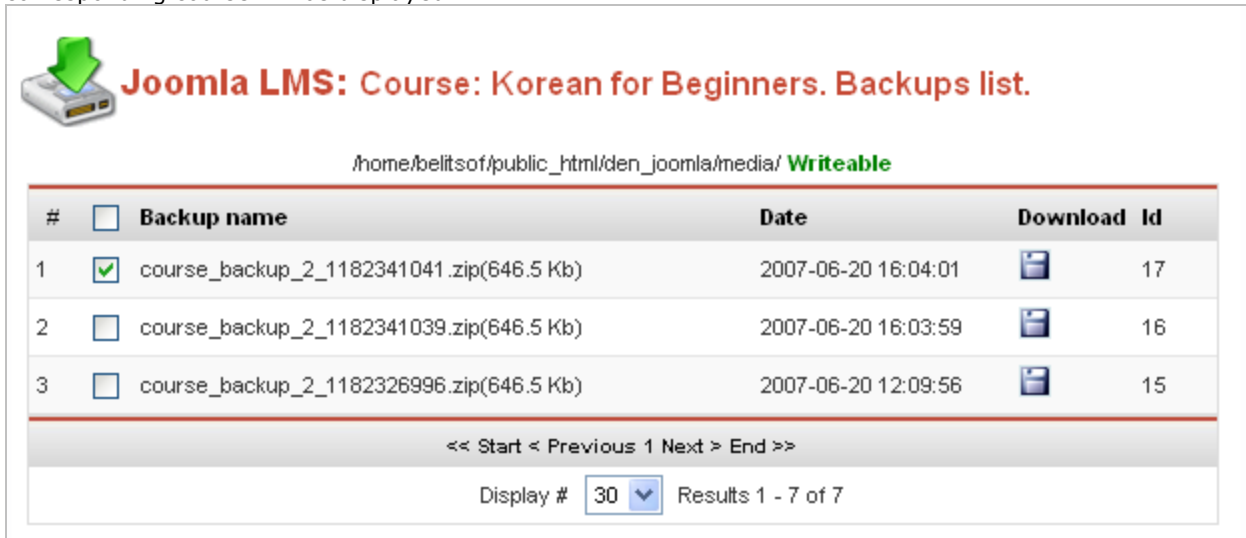 Joomla LMS: Course: Korean for Beginners. Backups list.
/home/belitsof/public_html/den_joomla/media/ Writeable
# Backup name Date Download Id
1 course_backup_2_1182341041.zip(646.5 Kb) 2007-06-20 16:04:01 17
2 course_backup_2_1182341039.zip(646.5 Kb) 2007-06-20 16:03:59 16
3 course_backup_2_1182326996.zip(646.5 Kb) 2007-06-20 12:09:56 15
<< Start < Previous 1 Next > End >>
Display # 30 Results 1 - 7 of 7